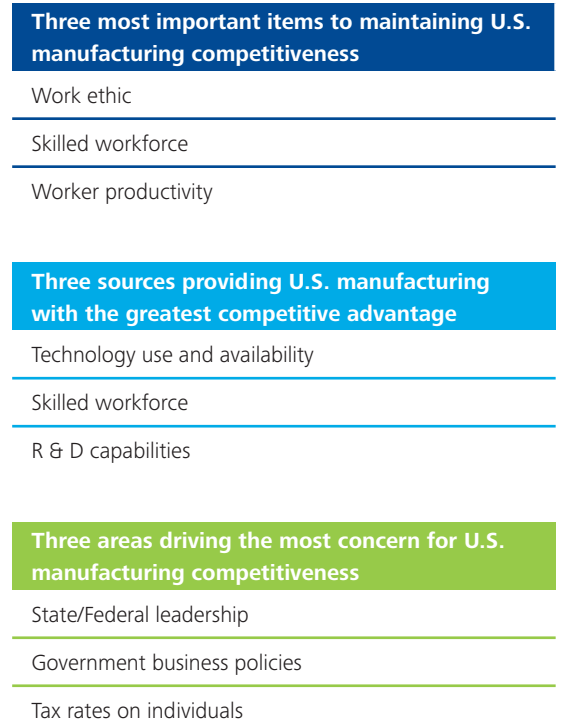 Three most important items to maintaining U.S.
manufacturing competitiveness
Work ethic
Skilled workforce
Worker productivity
Three sources providing U.S. manufacturing
with the greatest competitive advantage
Technology use and availability
Skilled workforce
R & D capabilities
Three areas driving the most concern for U.S.
manufacturing competitiveness
State/Federal leadership
Government business policies
Tax rates on individuals